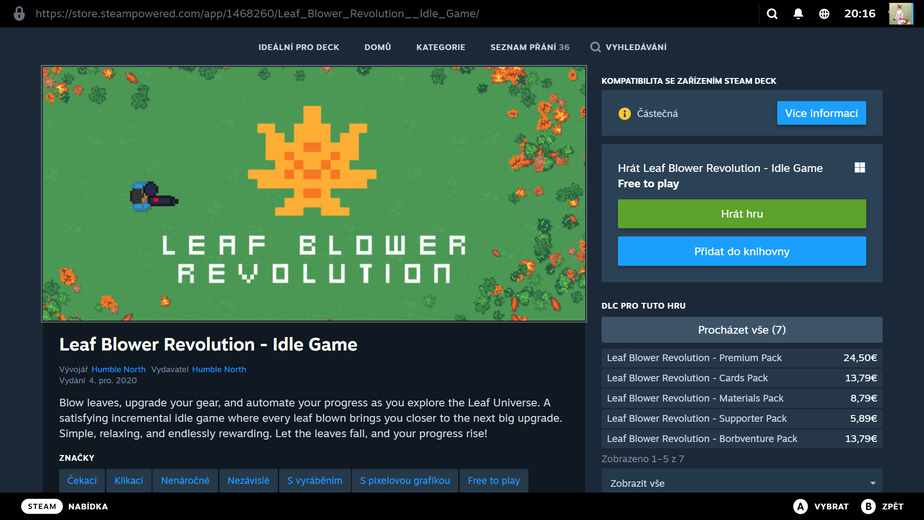 https://store.steampowered.com/app/1468260/Leaf_Blower_Revolution__Idle_Game/
20:16
IDEÁLNÍ PRO DECK
DOMŮ
KATEGORIE
SEZNAM PŘÁNÍ 36
VYHLEDÁVÁNÍ
LEAF BLOWER
REVOLUTION
Leaf Blower Revolution - Idle Game
Vývojář Humble North Vydavatel Humble North
Vydání 4. pro. 2020
Blow leaves, upgrade your gear, and automate your progress as you explore the Leaf Universe. A
satisfying incremental idle game where every leaf blown brings you closer to the next big upgrade.
Simple, relaxing, and endlessly rewarding. Let the leaves fall, and your progress rise!
ZNAČKY
Čekací
Klikací
Nenáročné
Nezávislé
S vyráběním
S pixelovou grafikou
Free to play
KOMPATIBILITA SE ZAŘÍZENÍM STEAM DECK
Částečná
Více informací
Hrát Leaf Blower Revolution - Idle Game
Free to play
Hrát hru
Přidat do knihovny
DLC PRO TUTO HRU
Procházet vše (7)
Leaf Blower Revolution - Premium Pack 24,50€
Leaf Blower Revolution - Cards Pack 13,79€
Leaf Blower Revolution - Materials Pack 8,79€
Leaf Blower Revolution - Supporter Pack 5,89€
Leaf Blower Revolution - Borbventure Pack 13,79€
Zobrazeno 1–5 z 7
Zobrazit vše
STEAM NABÍDKA
A VYBRAT
B ZPĚT